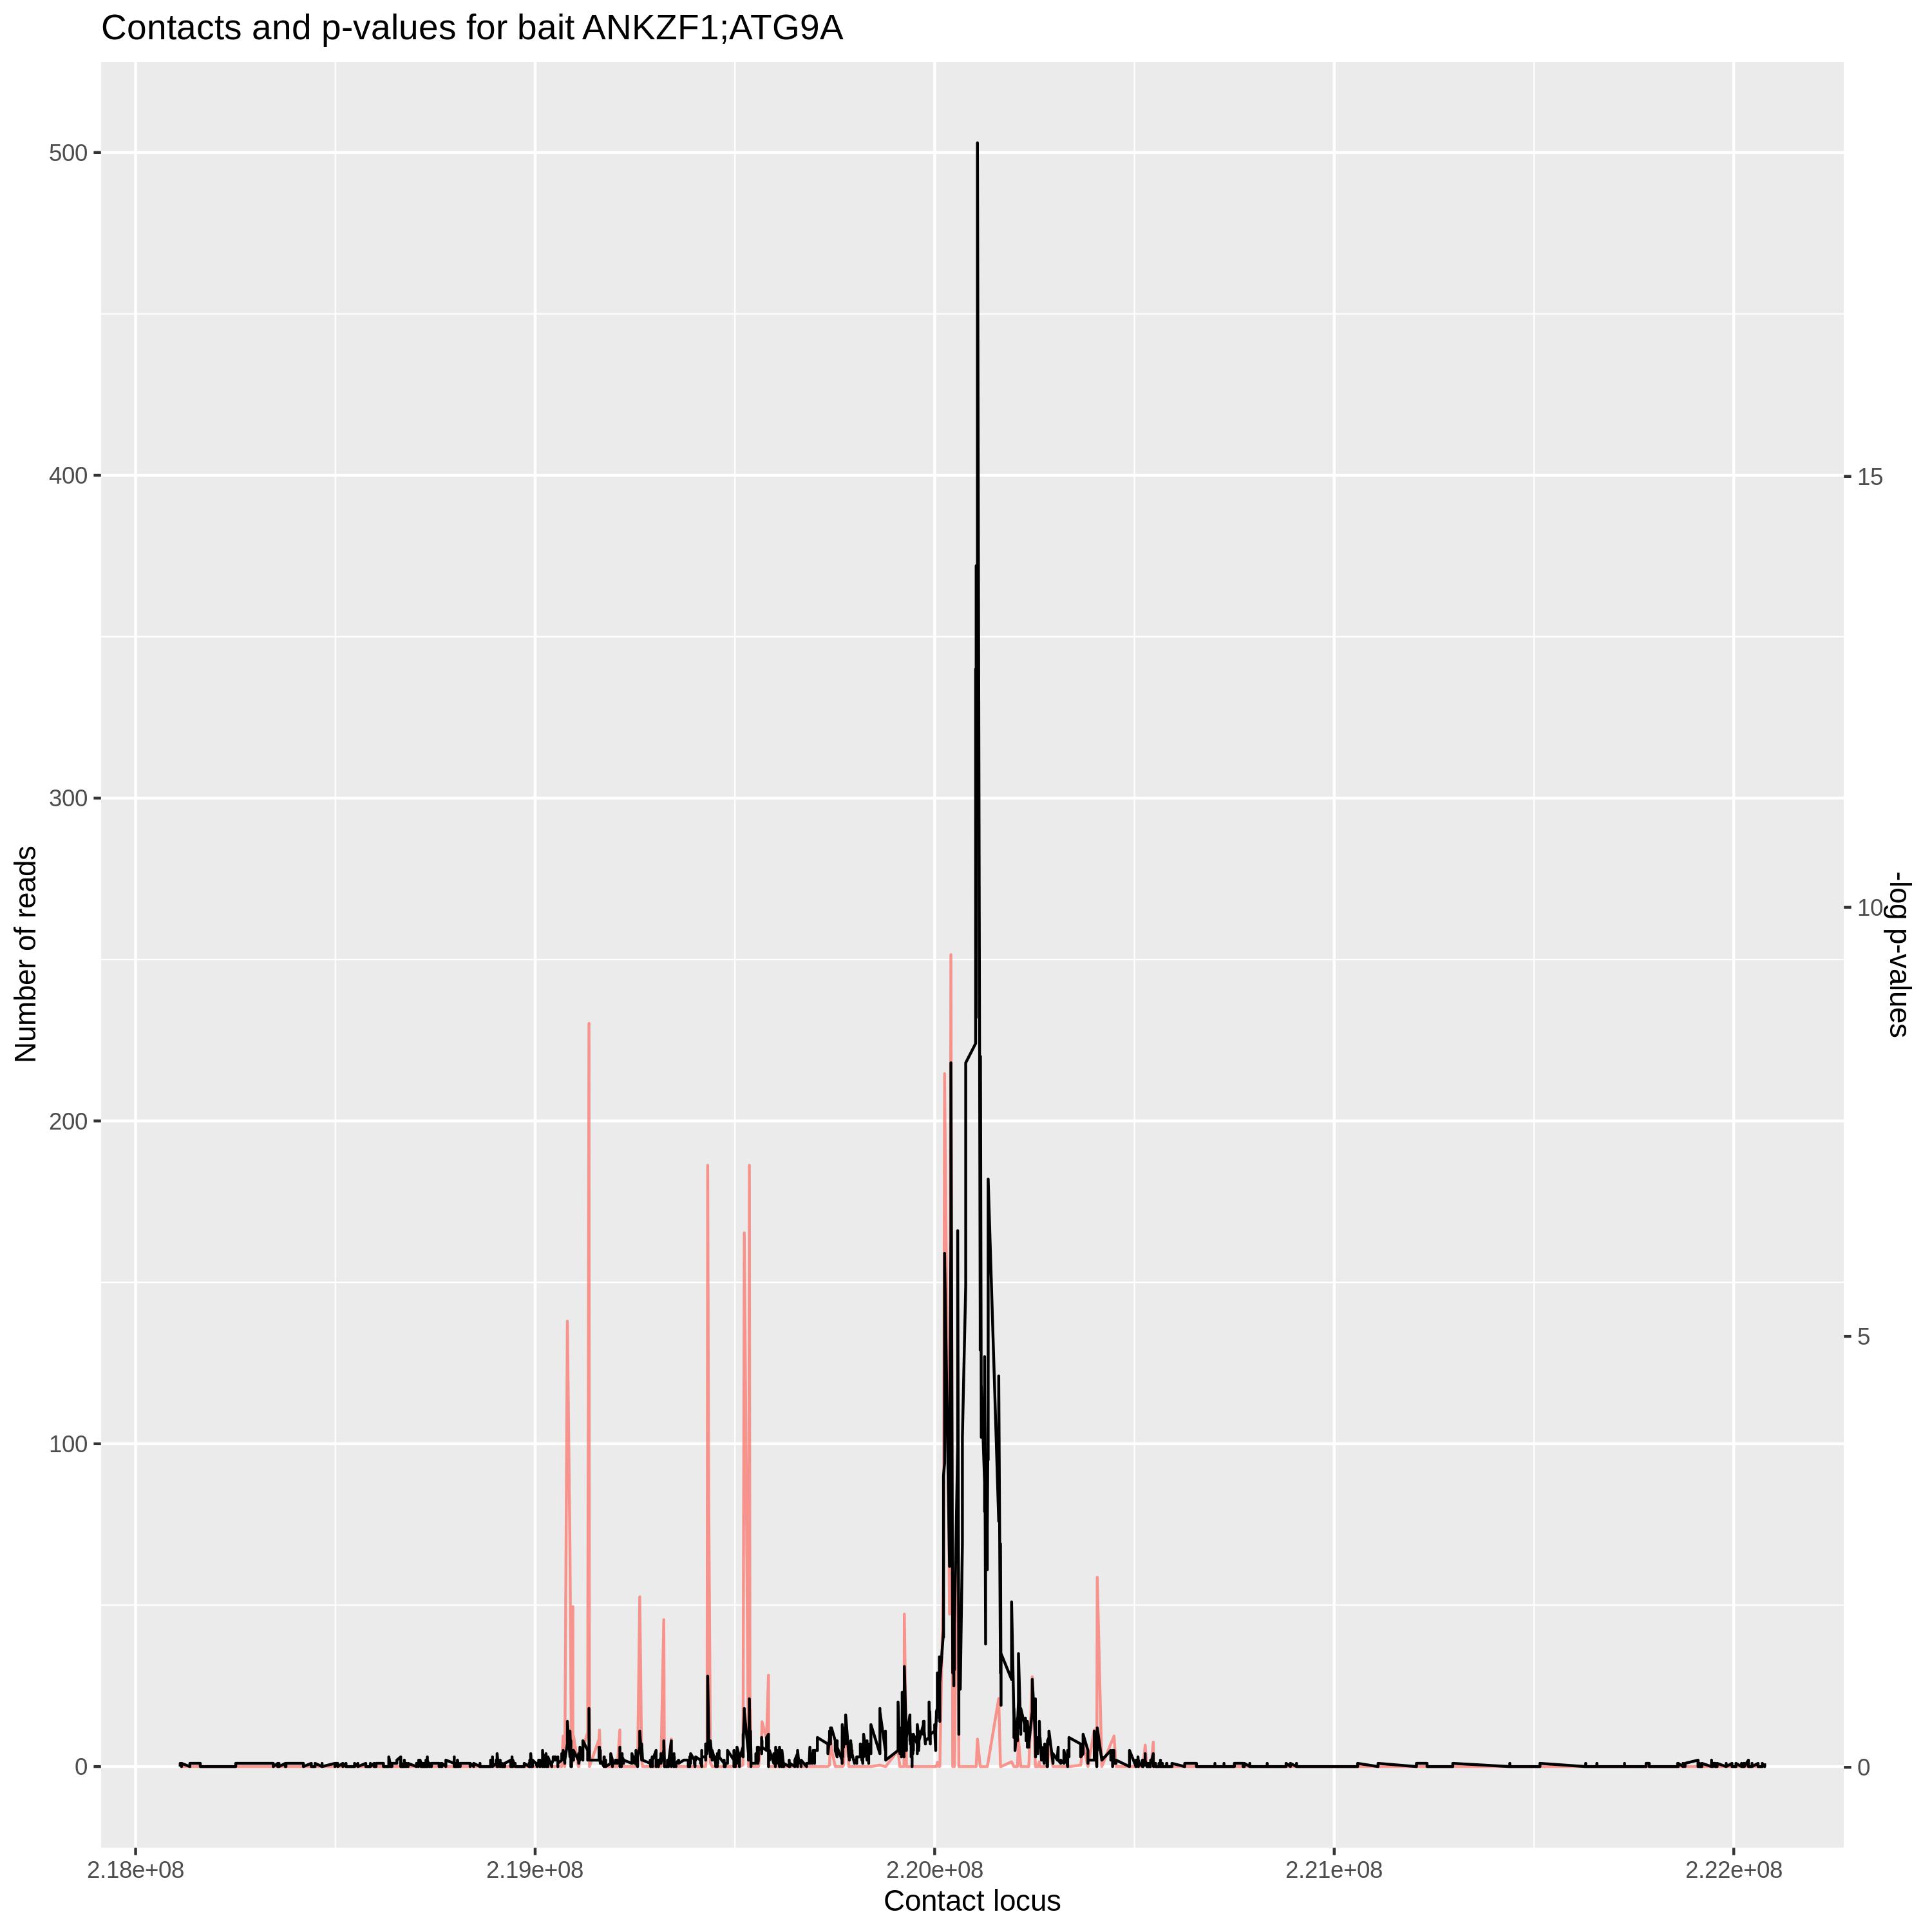 Contacts and p-values for bait ANKZF1;ATG9A
500
400
300
200
100
0
Number of reads
15
10
5
0
-log p-values
2.18e+08 2.19e+08 2.20e+08 2.21e+08 2.22e+08
Contact locus